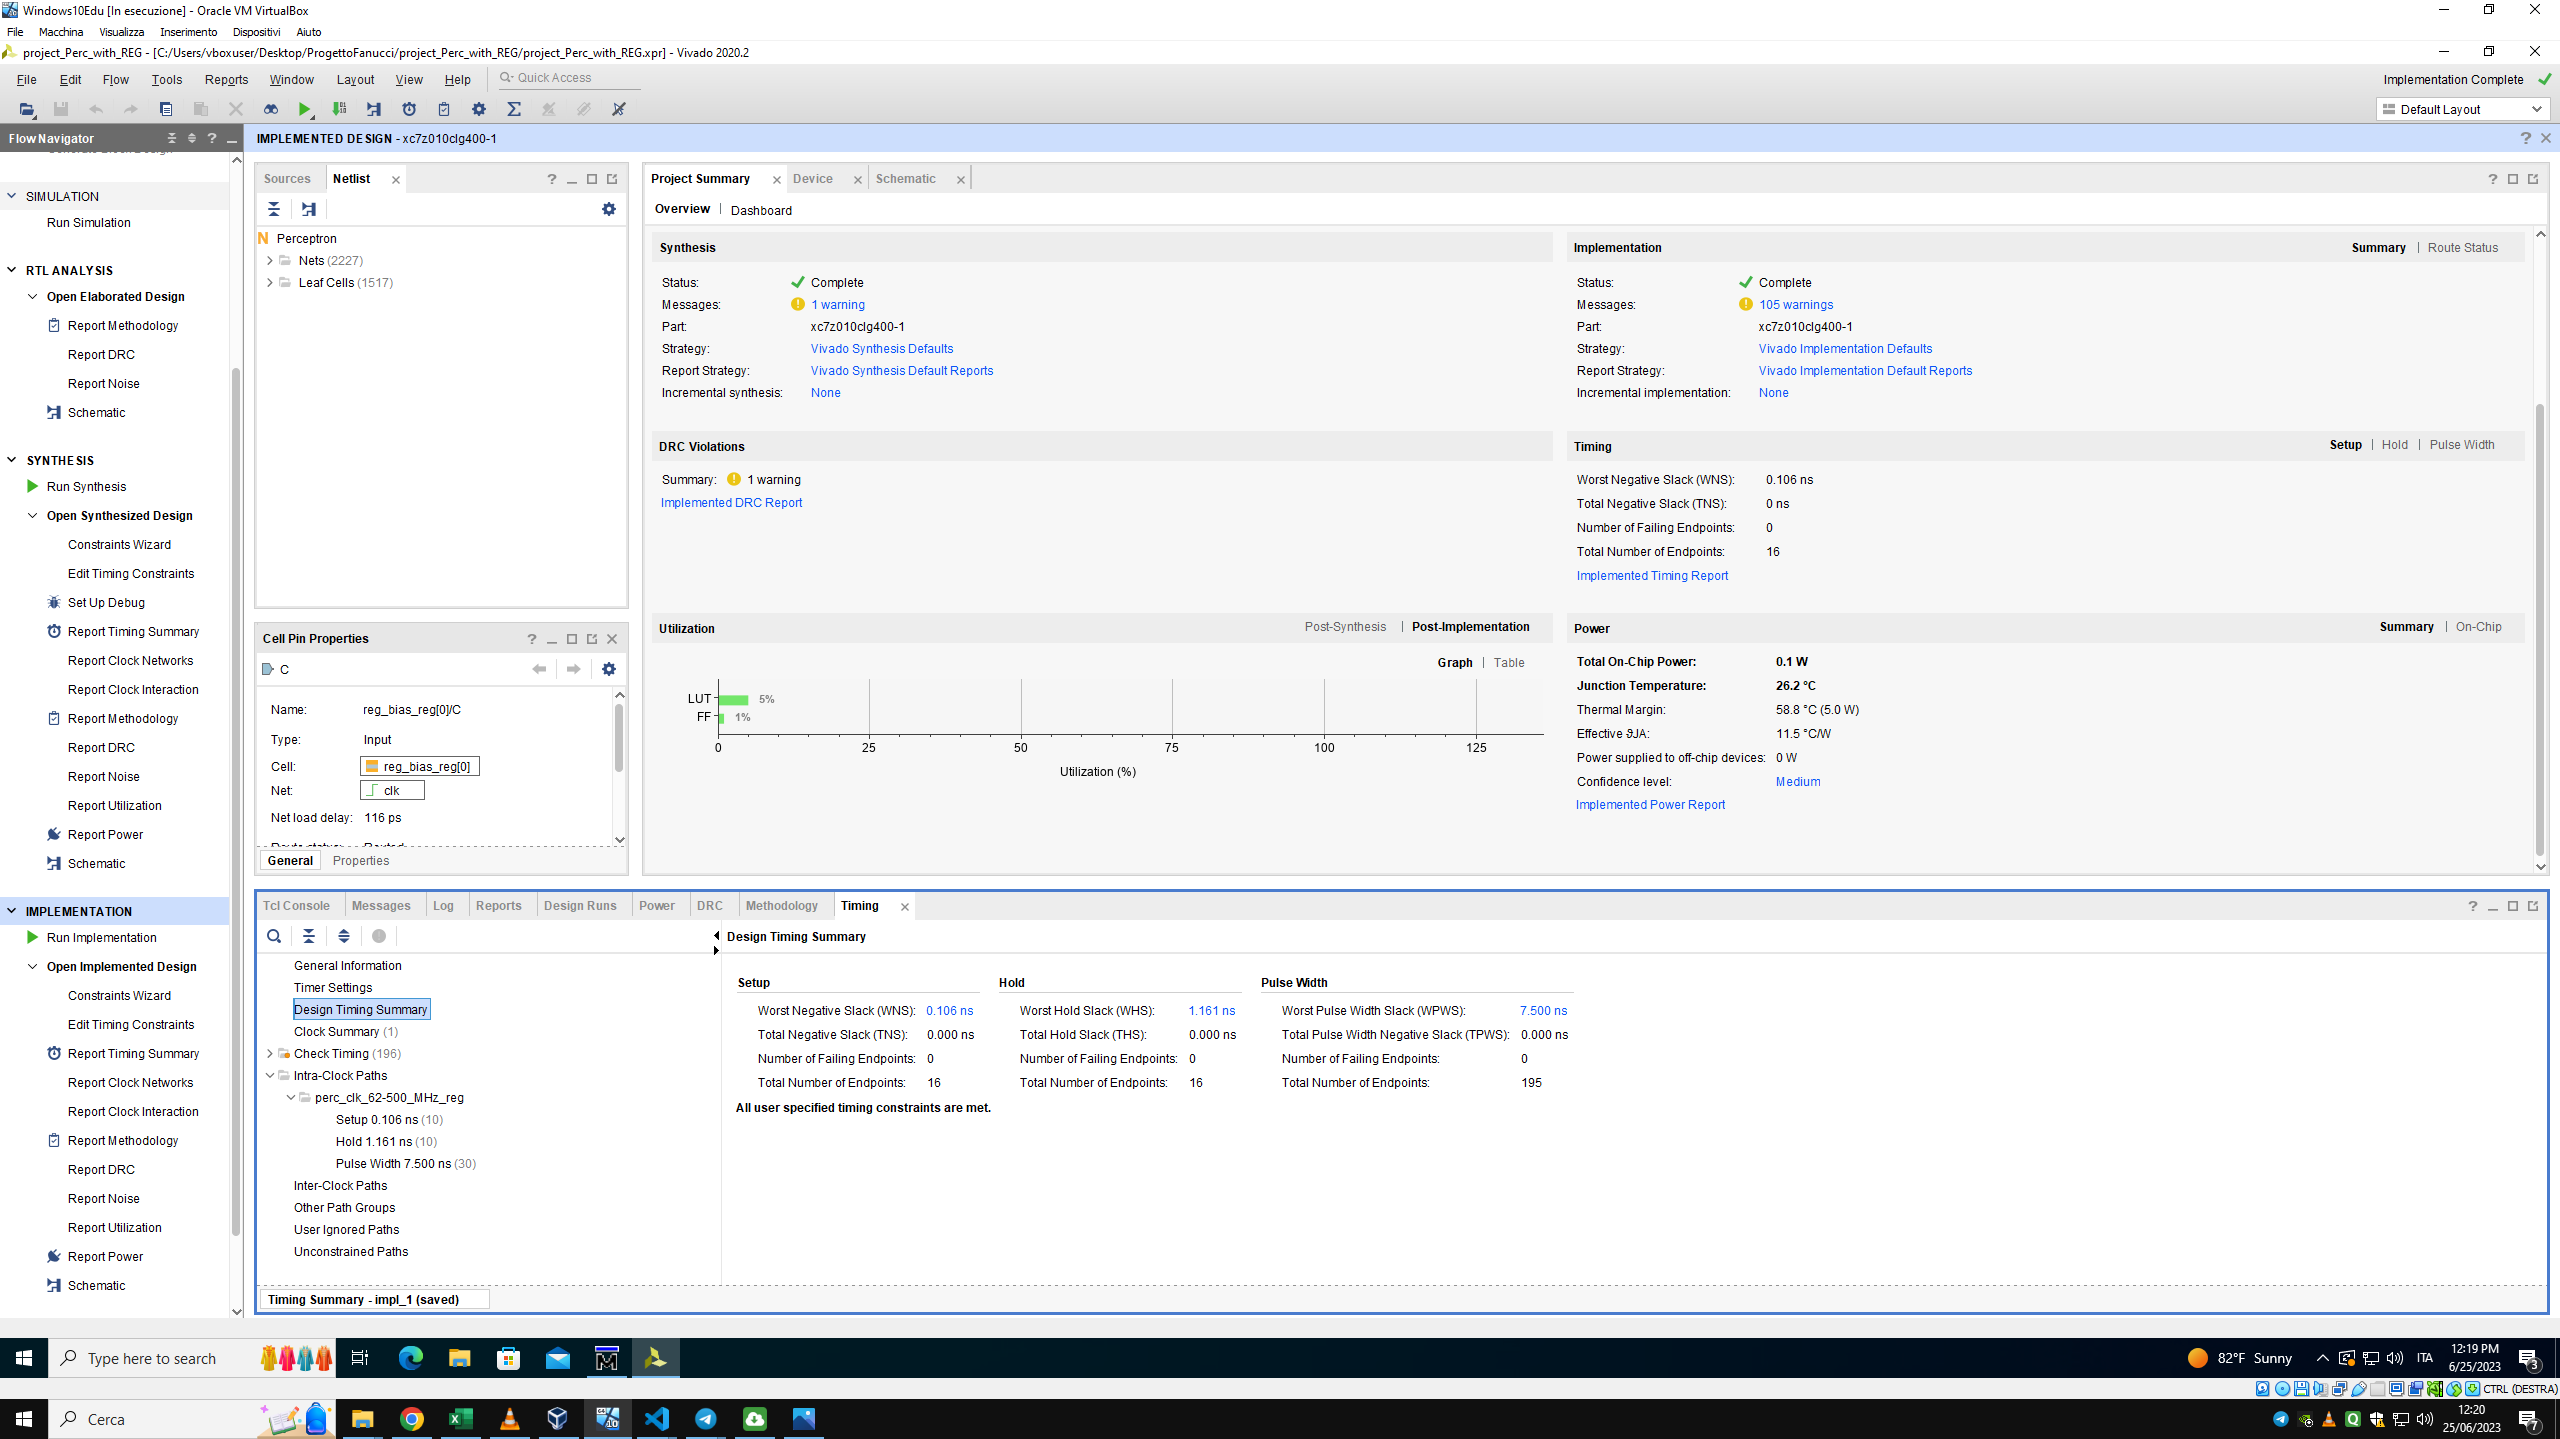 Windows10Edu [In esecuzione] - Oracle VM VirtualBox
File Macchina Visualizza Inserimento Dispositivi Aiuto
project_Perc_with_REG - [C:/Users/vboxuser/Desktop/ProgettoFanucci/project_Perc_with_REG/project_Perc_with_REG.xpr] - Vivado 2020.2
File Edit Flow Tools Reports Window Layout View Help Quick Access
Implementation Complete
Default Layout
Flow Navigator
SIMULATION
Run Simulation
RTL ANALYSIS
Open Elaborated Design
Report Methodology
Report DRC
Report Noise
Schematic
SYNTHESIS
Run Synthesis
Open Synthesized Design
Constraints Wizard
Edit Timing Constraints
Set Up Debug
Report Timing Summary
Report Clock Networks
Report Clock Interaction
Report Methodology
Report DRC
Report Noise
Report Utilization
Report Power
Schematic
IMPLEMENTATION
Run Implementation
Open Implemented Design
Constraints Wizard
Edit Timing Constraints
Report Timing Summary
Report Clock Networks
Report Clock Interaction
Report Methodology
Report DRC
Report Noise
Report Utilization
Report Power
Schematic
IMPLEMENTED DESIGN - xc7z010clg400-1
Sources Netlist
N Perceptron
Nets (2227)
Leaf Cells (1517)
Cell Pin Properties
C
Name: reg_bias_reg[0]/C
Type: Input
Cell: reg_bias_reg[0]
Net: clk
Net load delay: 116 ps
General Properties
Project Summary Device Schematic
Overview Dashboard
Synthesis
Status: Complete
Messages: 1 warning
Part: xc7z010clg400-1
Strategy: Vivado Synthesis Defaults
Report Strategy: Vivado Synthesis Default Reports
Incremental synthesis: None
Implementation Summary Route Status
Status: Complete
Messages: 105 warnings
Part: xc7z010clg400-1
Strategy: Vivado Implementation Defaults
Report Strategy: Vivado Implementation Default Reports
Incremental implementation: None
DRC Violations
Summary: 1 warning
Implemented DRC Report
Timing Setup Hold Pulse Width
Worst Negative Slack (WNS): 0.106 ns
Total Negative Slack (TNS): 0 ns
Number of Failing Endpoints: 0
Total Number of Endpoints: 16
Implemented Timing Report
Utilization Post-Synthesis Post-Implementation
Graph Table
LUT 5%
FF 1%
0 25 50 75 100 125
Utilization (%)
Power Summary On-Chip
Total On-Chip Power: 0.1 W
Junction Temperature: 26.2 °C
Thermal Margin: 58.8 °C (5.0 W)
Effective ϑJA: 11.5 °C/W
Power supplied to off-chip devices: 0 W
Confidence level: Medium
Implemented Power Report
Tcl Console Messages Log Reports Design Runs Power DRC Methodology Timing
General Information
Timer Settings
Design Timing Summary
Clock Summary (1)
Check Timing (196)
Intra-Clock Paths
perc_clk_62-500_MHz_reg
Setup 0.106 ns (10)
Hold 1.161 ns (10)
Pulse Width 7.500 ns (30)
Inter-Clock Paths
Other Path Groups
User Ignored Paths
Unconstrained Paths
Design Timing Summary
Setup Hold Pulse Width
Worst Negative Slack (WNS): 0.106 ns Worst Hold Slack (WHS): 1.161 ns Worst Pulse Width Slack (WPWS): 7.500 ns
Total Negative Slack (TNS): 0.000 ns Total Hold Slack (THS): 0.000 ns Total Pulse Width Negative Slack (TPWS): 0.000 ns
Number of Failing Endpoints: 0 Number of Failing Endpoints: 0 Number of Failing Endpoints: 0
Total Number of Endpoints: 16 Total Number of Endpoints: 16 Total Number of Endpoints: 195
All user specified timing constraints are met.
Timing Summary - impl_1 (saved)
Type here to search
82°F Sunny
ITA
12:19 PM
6/25/2023
3
CTRL (DESTRA)
Cerca
12:20
25/06/2023
7